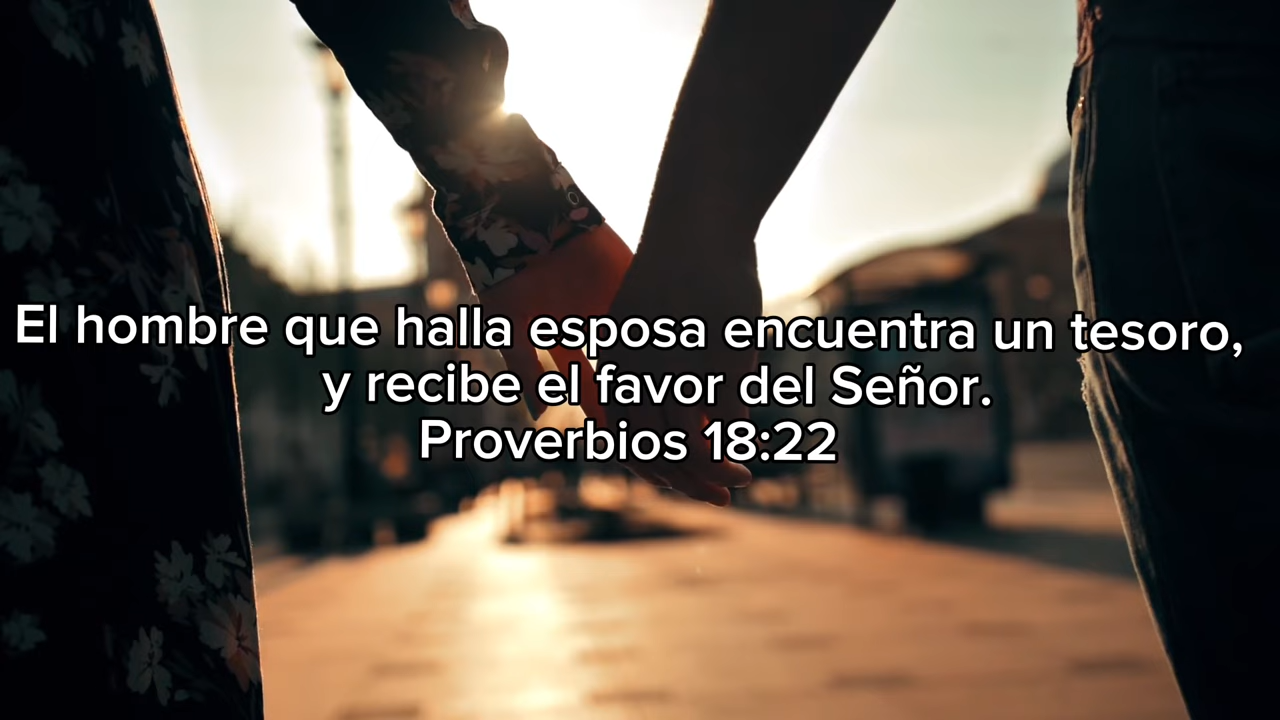 El hombre que halla esposa encuentra un tesoro,
y recibe el favor del Señor.
Proverbios 18:22